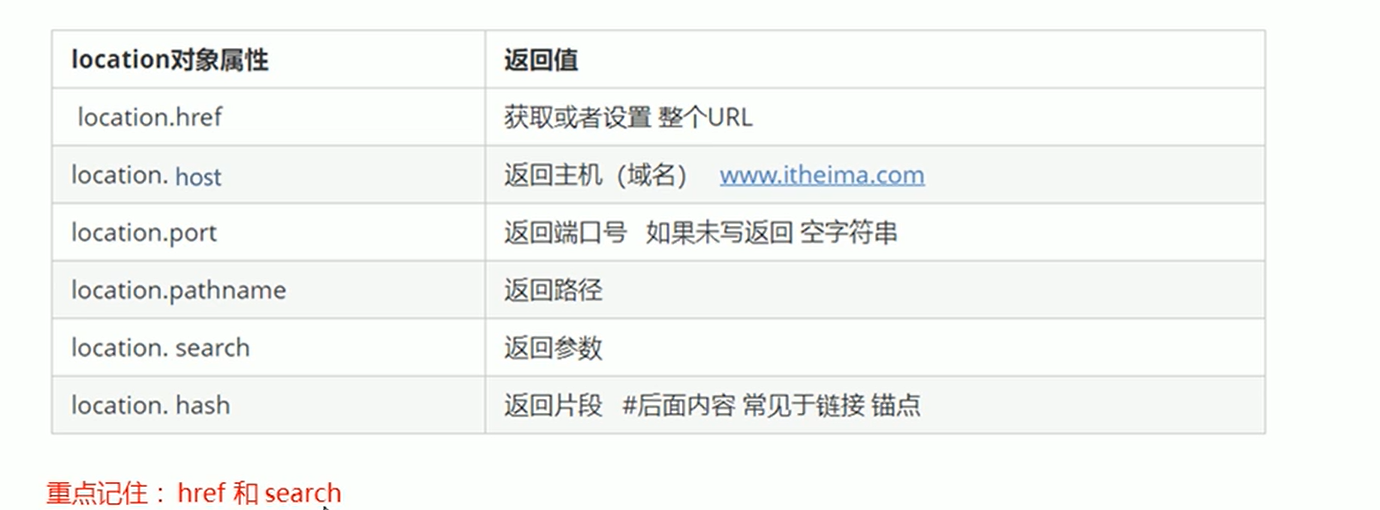 location对象属性 返回值
location.href 获取或者设置 整个URL
location. host 返回主机（域名） www.itheima.com
location.port 返回端口号 如果未写返回 空字符串
location.pathname 返回路径
location. search 返回参数
location. hash 返回片段 #后面内容 常见于链接 锚点
重点记住：href 和 search